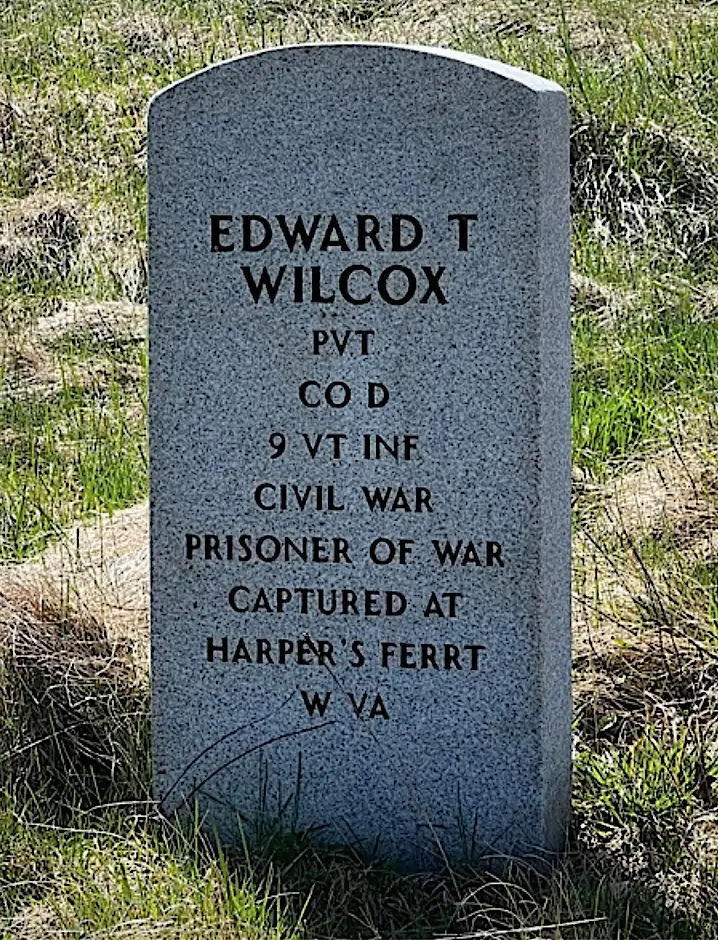 EDWARD T
WILCOX
PVT
CO D
9 VT INF
CIVIL WAR
PRISONER OF WAR
CAPTURED AT
HARPER'S FERRT
W VA